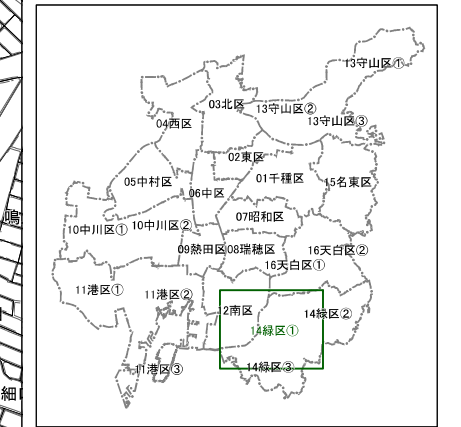 13守山区①
03北区
13守山区②
13守山区③
04西区
02東区
05中村区
01千種区
15名東区
06中区
07昭和区
10中川区①
10中川区②
09熱田区
08瑞穂区
16天白区②
16天白区①
11港区①
11港区②
2南区
14緑区②
14緑区①
11港区③
14緑区③
鳴
細